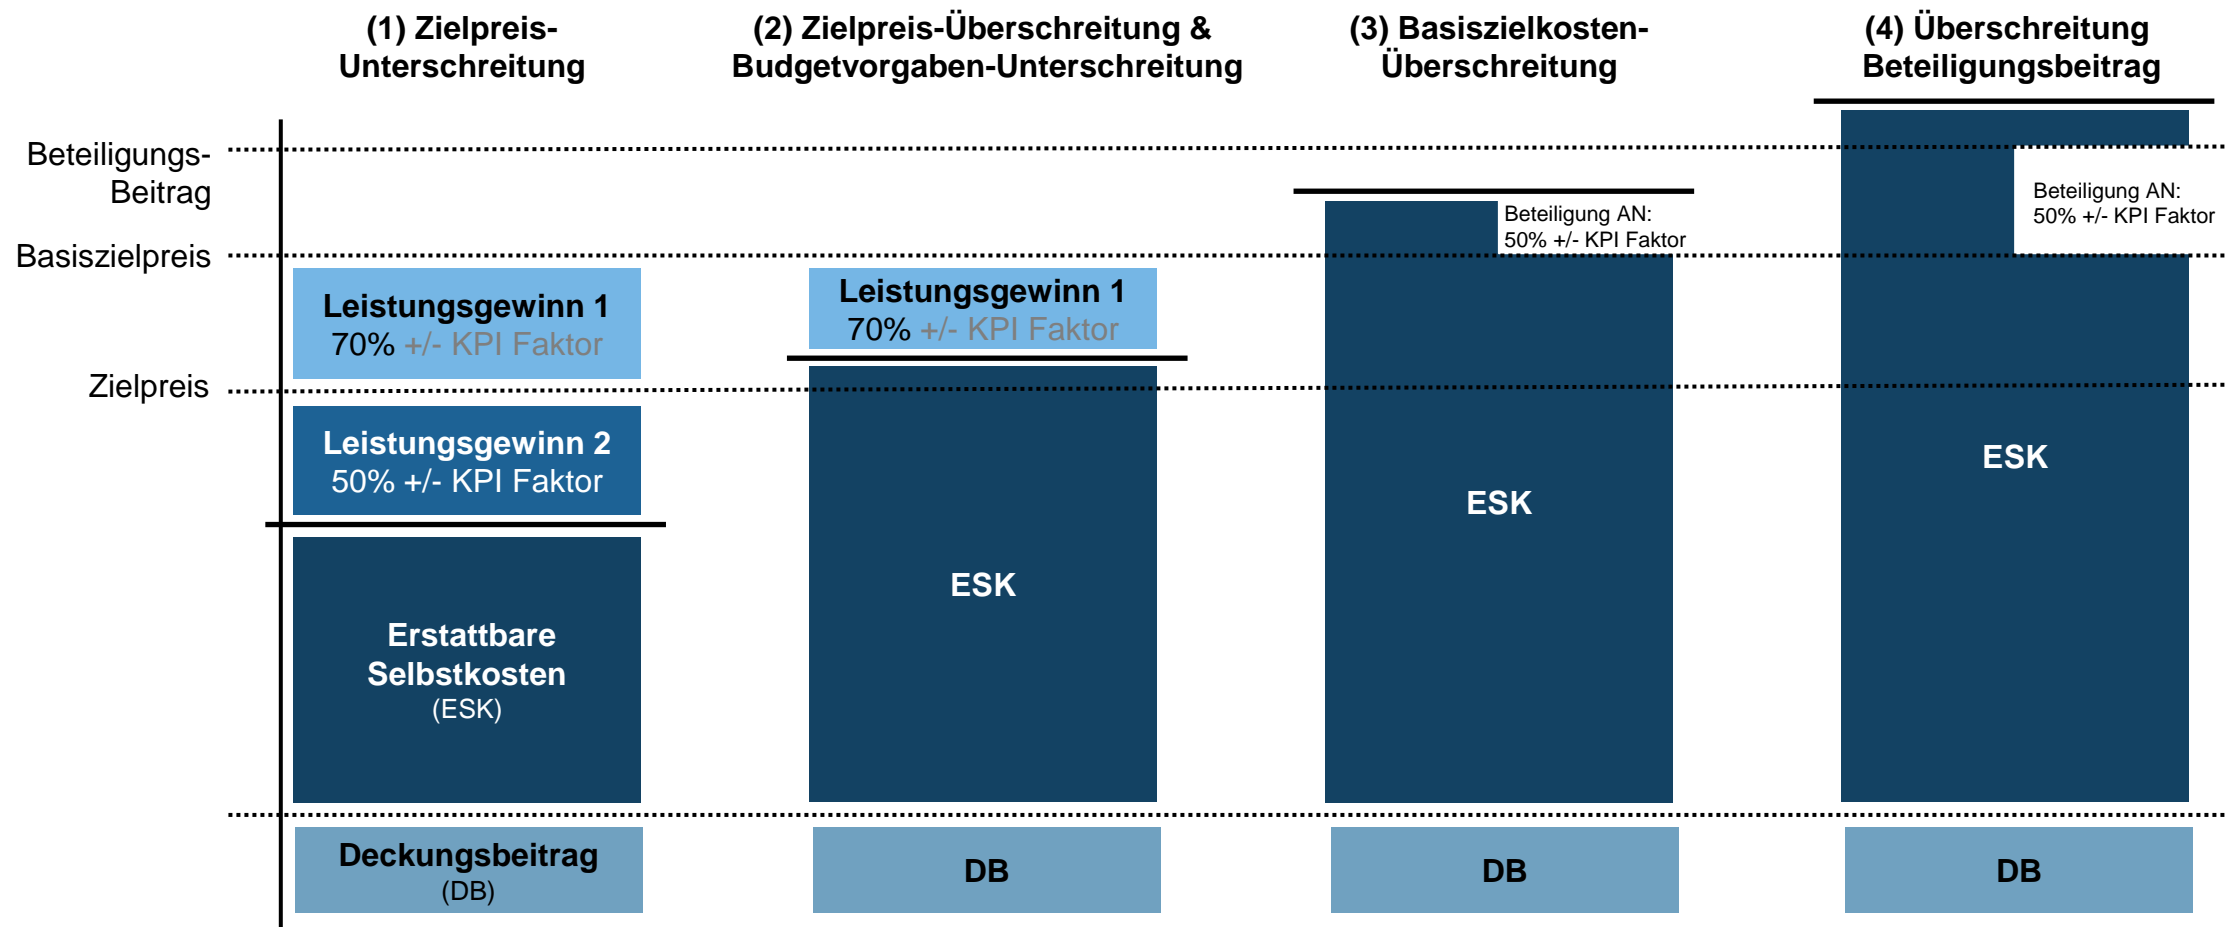 (1) Zielpreis-
Unterschreitung
(2) Zielpreis-Überschreitung &
Budgetvorgaben-Unterschreitung
(3) Basiszielkosten-
Überschreitung
(4) Überschreitung
Beteiligungsbeitrag
Beteiligungs-
Beitrag
Basiszielpreis
Zielpreis
Leistungsgewinn 1
70% +/- KPI Faktor
Leistungsgewinn 2
50% +/- KPI Faktor
Erstattbare
Selbstkosten
(ESK)
Deckungsbeitrag
(DB)
Leistungsgewinn 1
70% +/- KPI Faktor
ESK
DB
Beteiligung AN:
50% +/- KPI Faktor
ESK
DB
Beteiligung AN:
50% +/- KPI Faktor
ESK
DB